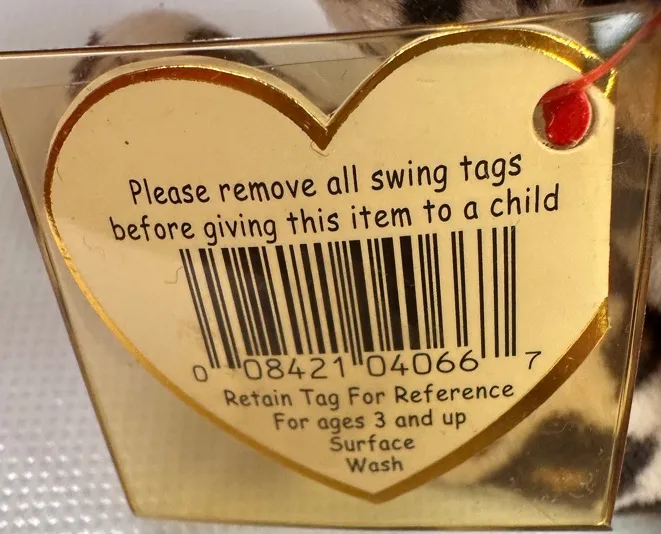 Please remove all swing tags
before giving this item to a child
0 08421 04066 7
Retain Tag For Reference
For ages 3 and up
Surface
Wash